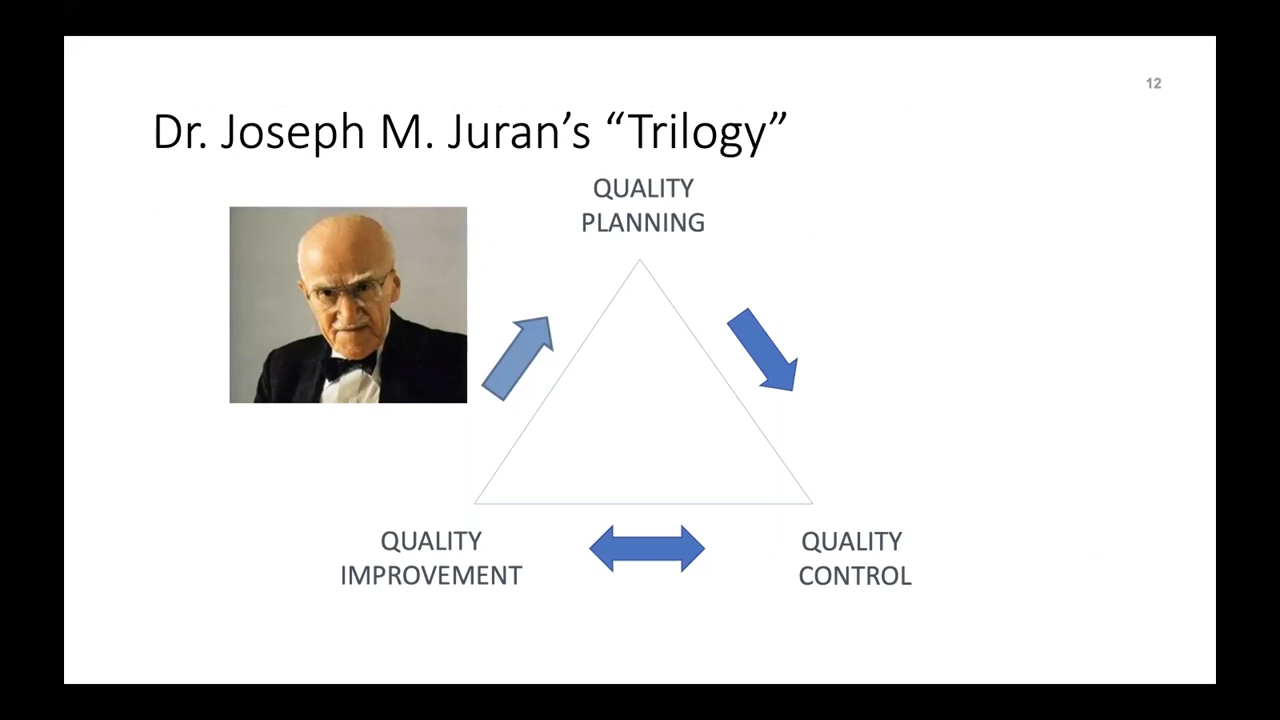 12
Dr. Joseph M. Juran’s “Trilogy”
QUALITY
PLANNING
QUALITY
IMPROVEMENT
QUALITY
CONTROL